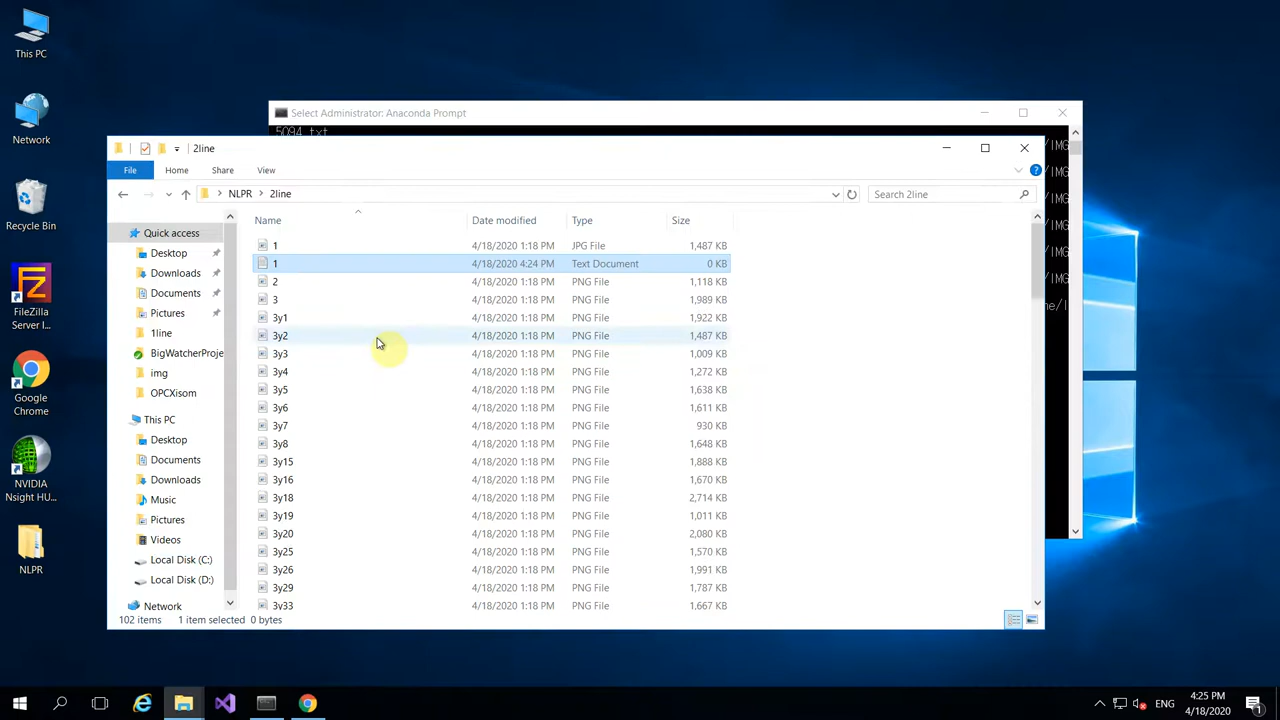 This PC
Network
Recycle Bin
FileZilla
Server I...
Google
Chrome
NVIDIA
Nsight HU...
NLPR
Select Administrator: Anaconda Prompt
5094.txt
/IMG
/IMG
/IMG
/IMG
/IMG
/IMG
2line
File Home Share View
NLPR > 2line
Search 2line
Name Date modified Type Size
1 4/18/2020 1:18 PM JPG File 1,487 KB
1 4/18/2020 4:24 PM Text Document 0 KB
2 4/18/2020 1:18 PM PNG File 1,118 KB
3 4/18/2020 1:18 PM PNG File 1,989 KB
3y1 4/18/2020 1:18 PM PNG File 1,922 KB
3y2 4/18/2020 1:18 PM PNG File 1,487 KB
3y3 4/18/2020 1:18 PM PNG File 1,009 KB
3y4 4/18/2020 1:18 PM PNG File 1,272 KB
3y5 4/18/2020 1:18 PM PNG File 1,638 KB
3y6 4/18/2020 1:18 PM PNG File 1,611 KB
3y7 4/18/2020 1:18 PM PNG File 930 KB
3y8 4/18/2020 1:18 PM PNG File 1,648 KB
3y15 4/18/2020 1:18 PM PNG File 1,888 KB
3y16 4/18/2020 1:18 PM PNG File 1,670 KB
3y18 4/18/2020 1:18 PM PNG File 2,714 KB
3y19 4/18/2020 1:18 PM PNG File 1,011 KB
3y20 4/18/2020 1:18 PM PNG File 2,080 KB
3y25 4/18/2020 1:18 PM PNG File 1,570 KB
3y26 4/18/2020 1:18 PM PNG File 1,991 KB
3y29 4/18/2020 1:18 PM PNG File 1,787 KB
3y33 4/18/2020 1:18 PM PNG File 1,667 KB
Quick access
Desktop
Downloads
Documents
Pictures
1line
BigWatcherProje
img
OPCXisom
This PC
Desktop
Documents
Downloads
Music
Pictures
Videos
Local Disk (C:)
Local Disk (D:)
Network
102 items 1 item selected 0 bytes
ENG
4:25 PM
4/18/2020
1